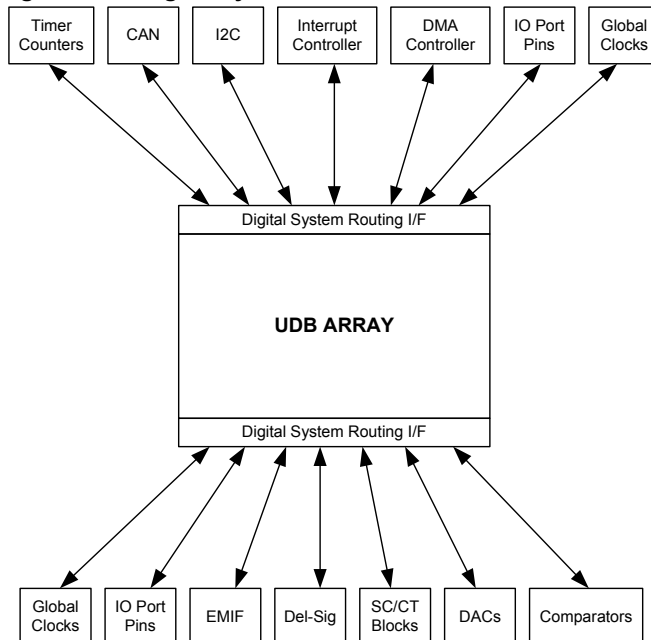 Timer
Counters
CAN
I2C
Interrupt
Controller
DMA
Controller
IO Port
Pins
Global
Clocks
Digital System Routing I/F
UDB ARRAY
Digital System Routing I/F
Global
Clocks
IO Port
Pins
EMIF
Del-Sig
SC/CT
Blocks
DACs
Comparators